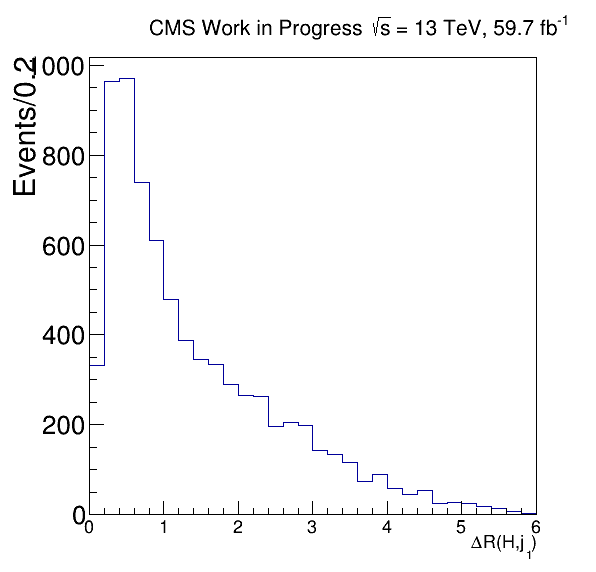 CMS Work in Progress √s = 13 TeV, 59.7 fb⁻¹
Events/0.2
1000
800
600
400
200
0
0 1 2 3 4 5 6
ΔR(H,j₁)